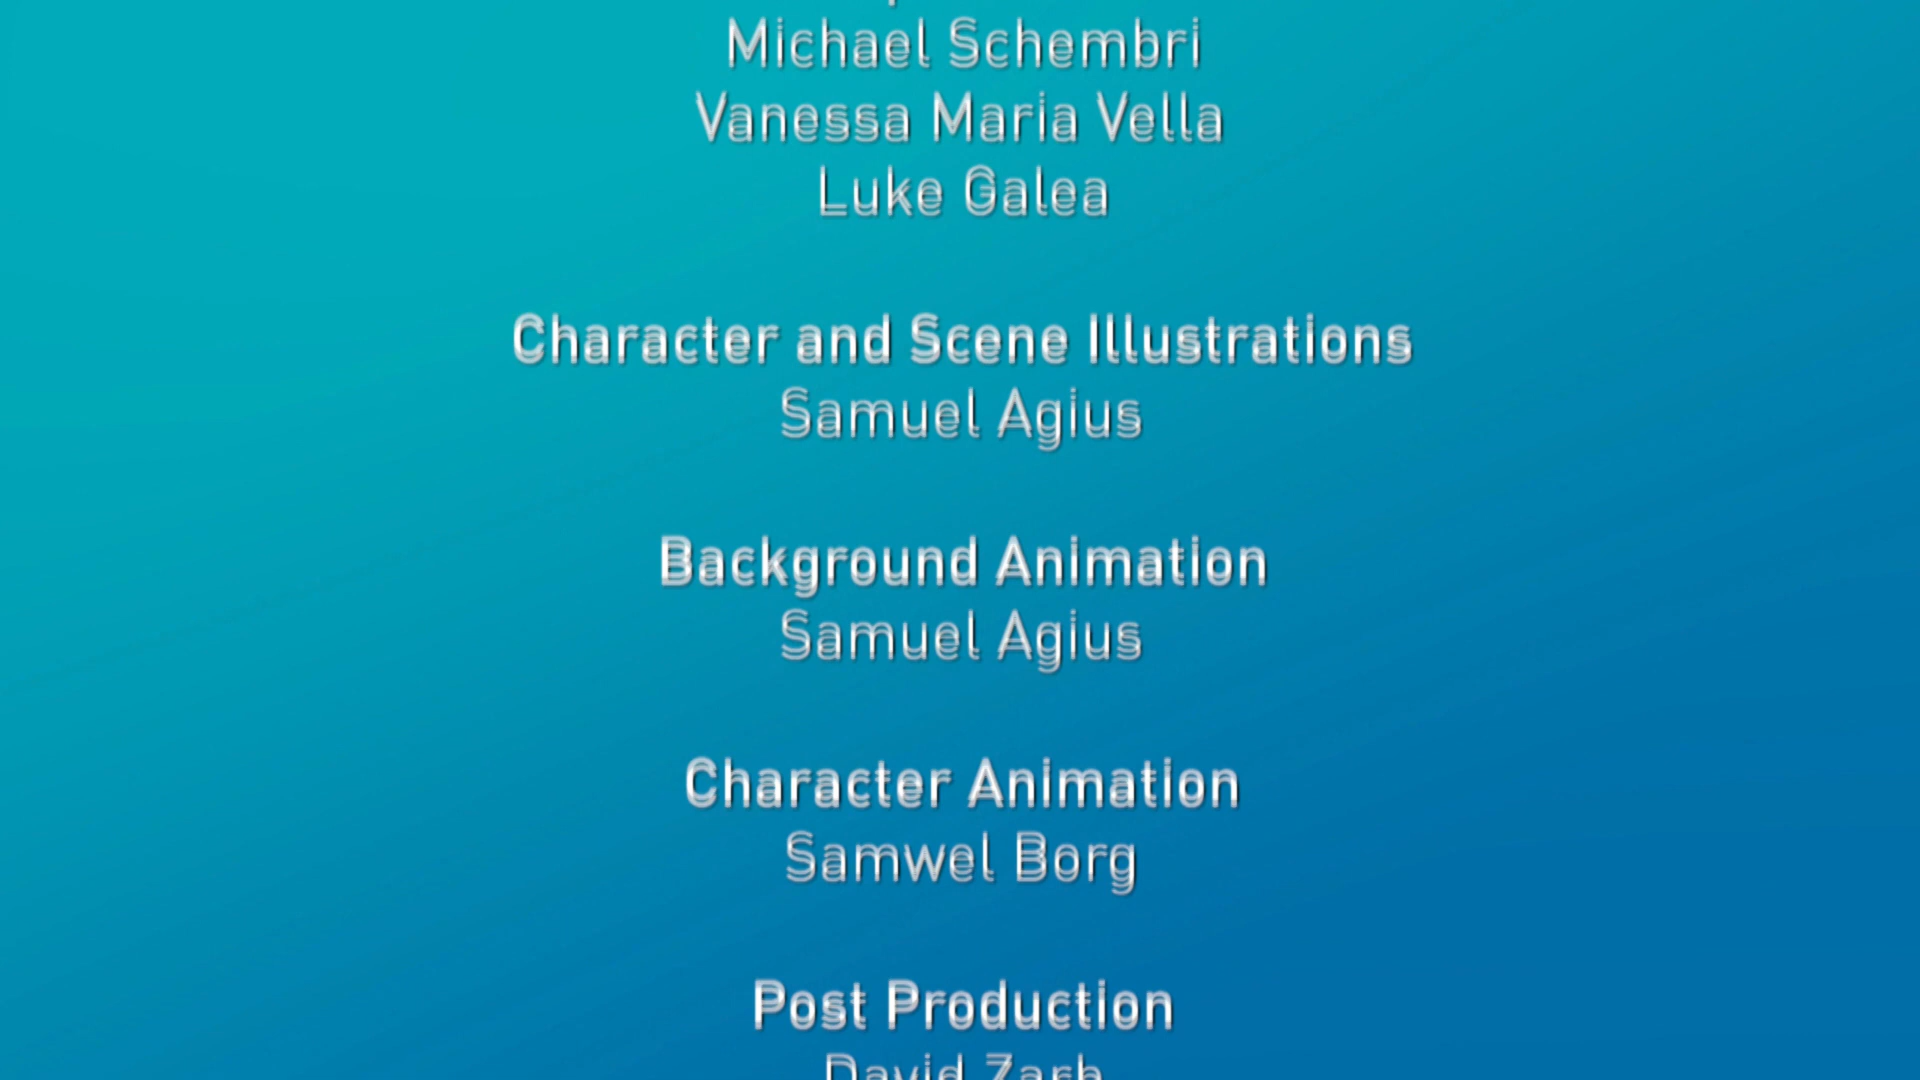 Michael Schembri
Vanessa Maria Vella
Luke Galea
Character and Scene Illustrations
Samuel Agius
Background Animation
Samuel Agius
Character Animation
Samwel Borg
Post Production
David Zarb